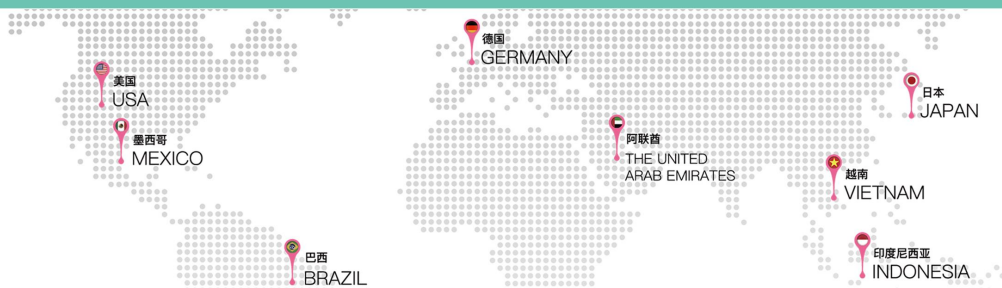 德国
GERMANY
美国
USA
日本
JAPAN
墨西哥
MEXICO
阿联酋
THE UNITED
ARAB EMIRATES
越南
VIETNAM
巴西
BRAZIL
印度尼西亚
INDONESIA